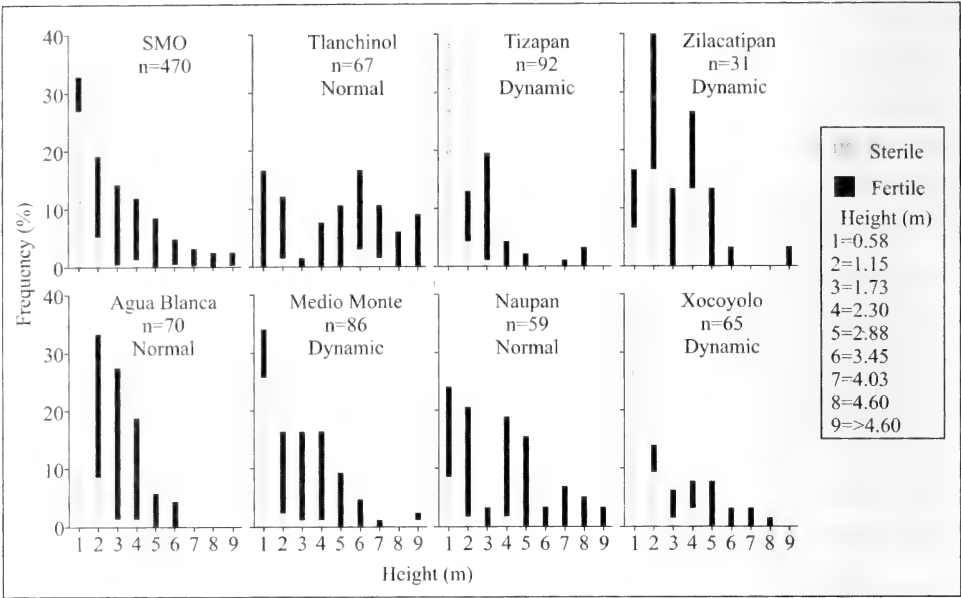 SMO
n=470
Tlanchinol
n=67
Normal
Tizapan
n=92
Dynamic
Zilacatipan
n=31
Dynamic
40
30
20
10
0
Agua Blanca
n=70
Normal
Medio Monte
n=86
Dynamic
Naupan
n=59
Normal
Xocoyolo
n=65
Dynamic
40
30
20
10
0
Frequency (%)
1 2 3 4 5 6 7 8 9
1 2 3 4 5 6 7 8 9
1 2 3 4 5 6 7 8 9
1 2 3 4 5 6 7 8 9
Height (m)
Sterile
Fertile
Height (m)
1=0.58
2=1.15
3=1.73
4=2.30
5=2.88
6=3.45
7=4.03
8=4.60
9=>4.60